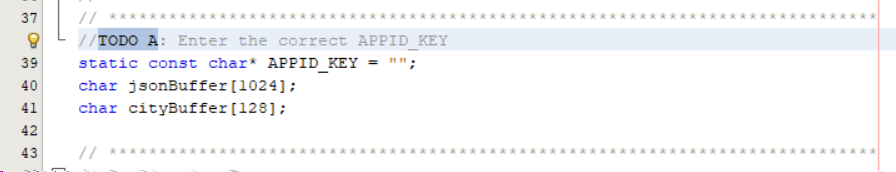 37 // *****************************************************************************
//TODO A: Enter the correct APPID_KEY
39 static const char* APPID_KEY = "";
40 char jsonBuffer[1024];
41 char cityBuffer[128];
42
43 // *****************************************************************************